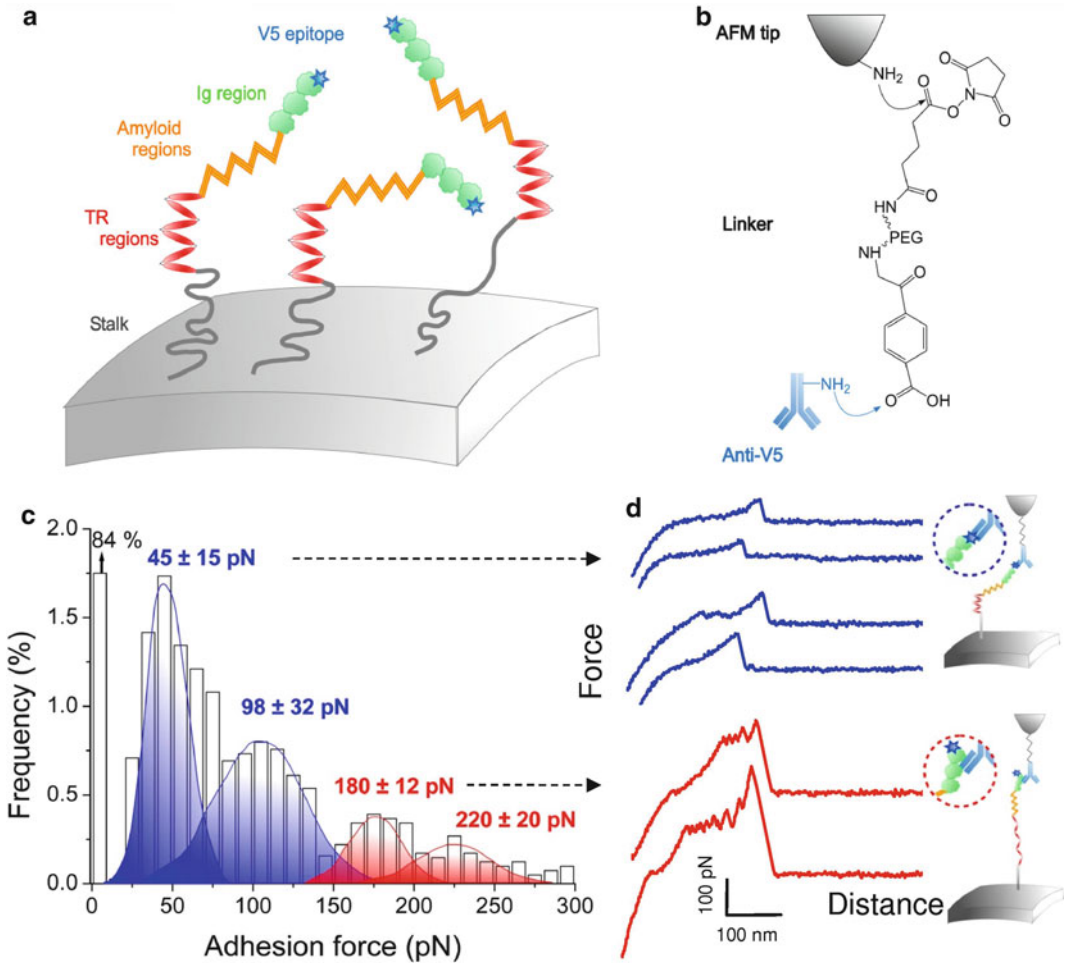 a
V5 epitope
Ig region
Amyloid
regions
TR
regions
Stalk
b
AFM tip
NH2
O
O
O
N
O
O
HN
Linker
PEG
NH
O
NH2
O
OH
Anti-V5
c
84 %
45 ± 15 pN
98 ± 32 pN
180 ± 12 pN
220 ± 20 pN
Frequency (%)
2.0
1.5
1.0
0.5
0.0
0
50
100
150
200
250
300
Adhesion force (pN)
d
Force
100 pN
100 nm
Distance